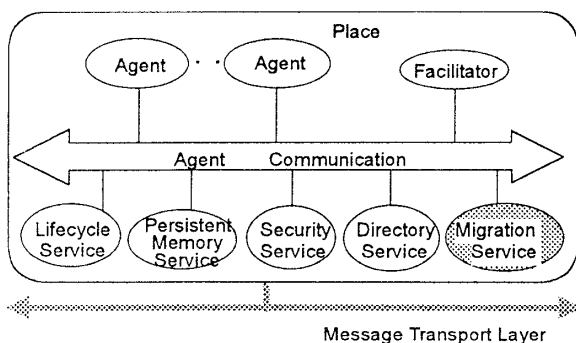 Place
Agent · · Agent
Facilitator
Agent Communication
Lifecycle
Service
Persistent
Memory
Service
Security
Service
Directory
Service
Migration
Service
Message Transport Layer